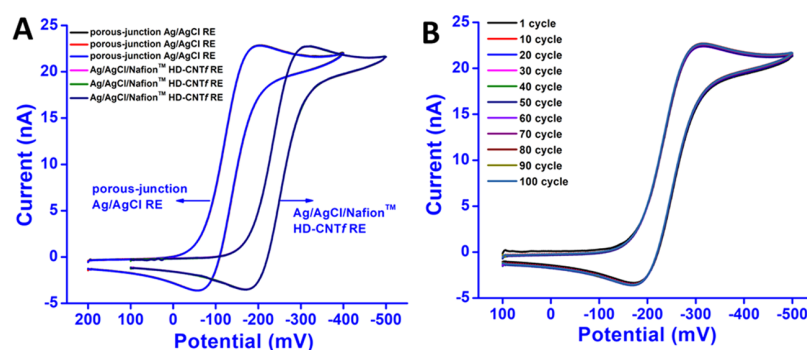 A
porous-junction Ag/AgCl RE
porous-junction Ag/AgCl RE
porous-junction Ag/AgCl RE
Ag/AgCl/Nafion™ HD-CNTf RE
Ag/AgCl/Nafion™ HD-CNTf RE
Ag/AgCl/Nafion™ HD-CNTf RE
porous-junction
Ag/AgCl RE
Ag/AgCl/Nafion™
HD-CNTf RE
25
20
15
10
5
0
-5
Current (nA)
200 100 0 -100 -200 -300 -400 -500
Potential (mV)
B
1 cycle
10 cycle
20 cycle
30 cycle
40 cycle
50 cycle
60 cycle
70 cycle
80 cycle
90 cycle
100 cycle
25
20
15
10
5
0
-5
Current (nA)
100 0 -100 -200 -300 -400 -500
Potential (mV)